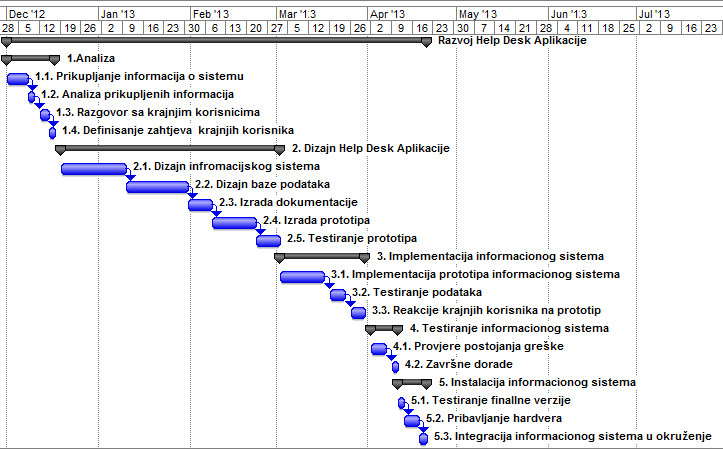 Dec '12 Jan '13 Feb '13 Mar '13 Apr '13 May '13 Jun '13 Jul '13
28 5 12 19 26 2 9 16 23 30 6 13 20 27 6 13 20 27 3 10 17 24 1 8 15 22 29 5 12 19 26 2 9 16 23
Razvoj Help Desk Aplikacije
1.Analiza
1.1. Prikupljanje informacija o sistemu
1.2. Analiza prikupljenih informacija
1.3. Razgovor sa krajnjim korisnicima
1.4. Definisanje zahtjeva krajnjih korisnika
2. Dizajn Help Desk Aplikacije
2.1. Dizajn infromacijskog sistema
2.2. Dizajn baze podataka
2.3. Izrada dokumentacije
2.4. Izrada prototipa
2.5. Testiranje prototipa
3. Implementacija informacionog sistema
3.1. Implementacija prototipa informacionog sistema
3.2. Testiranje podataka
3.3. Reakcije krajnjih korisnika na prototip
4. Testiranje informacionog sistema
4.1. Provjere postojanja greške
4.2. Završne dorade
5. Instalacija informacionog sistema
5.1. Testiranje finallne verzije
5.2. Pribavljanje hardvera
5.3. Integracija informacionog sistema u okruženje